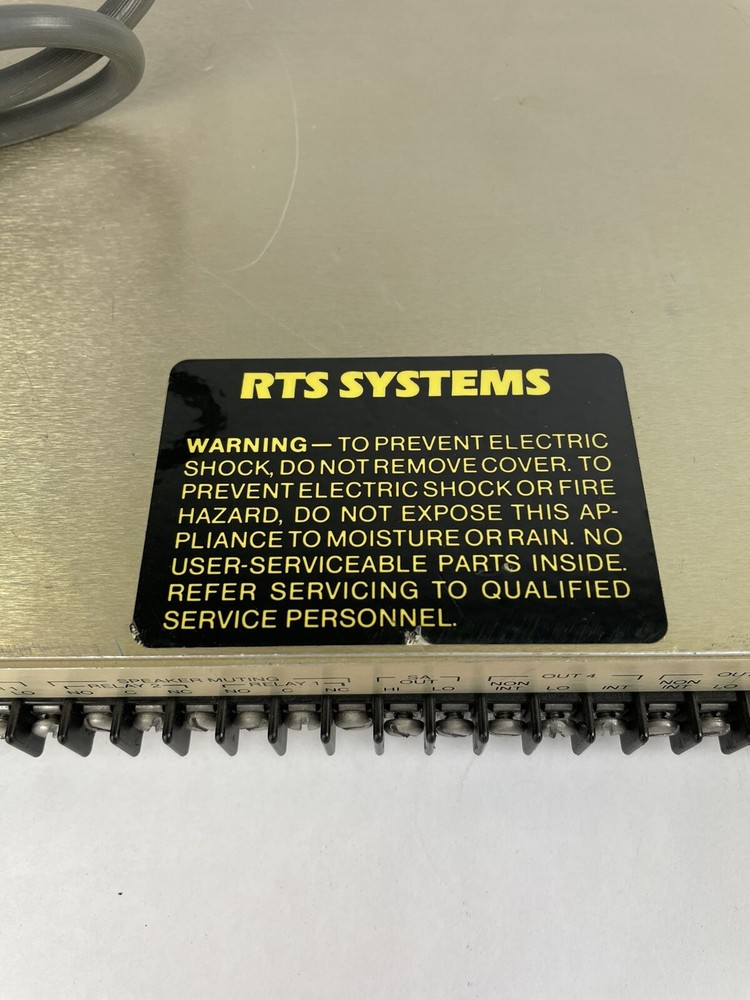 RTS SYSTEMS
WARNING — TO PREVENT ELECTRIC
SHOCK, DO NOT REMOVE COVER. TO
PREVENT ELECTRIC SHOCK OR FIRE
HAZARD, DO NOT EXPOSE THIS AP-
PLIANCE TO MOISTURE OR RAIN. NO
USER-SERVICEABLE PARTS INSIDE.
REFER SERVICING TO QUALIFIED
SERVICE PERSONNEL.
SPEAKER MUTING SA OUT 4
RELAY 2 RELAY 1 OUT NON NON
LO NO C NC NO C NC HI LO INT LO INT INT LO